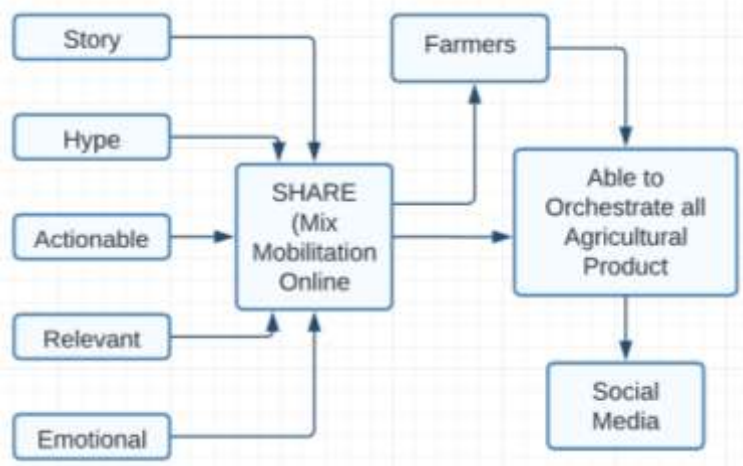 Story
Hype
Actionable
Relevant
Emotional
SHARE
(Mix
Mobilitation
Online
Farmers
Able to
Orchestrate all
Agricultural
Product
Social
Media